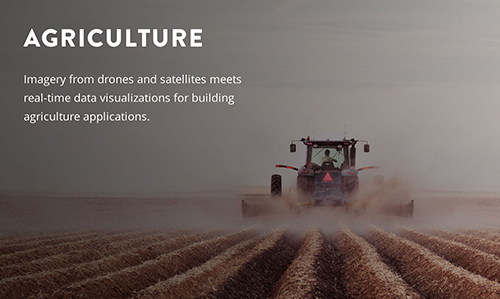 AGRICULTURE
Imagery from drones and satellites meets
real-time data visualizations for building
agriculture applications.